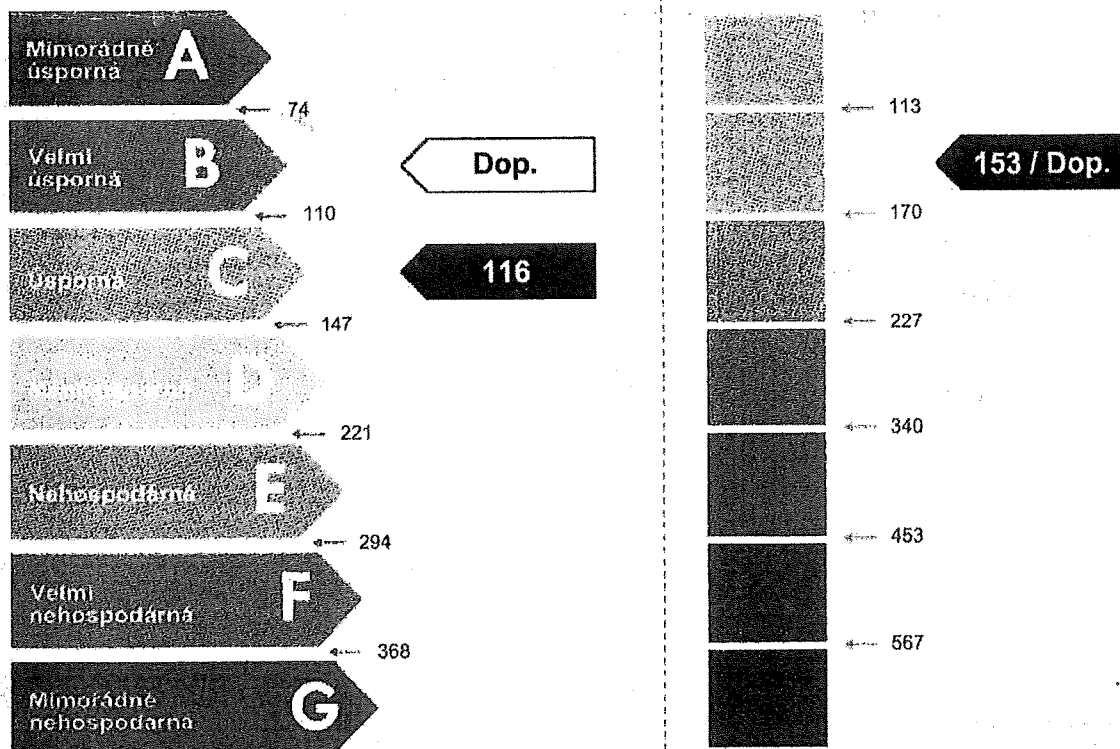 Mimořádně
úsporná
A
74
Velmi
úsporná
B
Dop.
110
Úsporná
C
116
147
D
221
Nehospodárná
E
294
Velmi
nehospodárná
F
368
Mimořádně
nehospodarna
G
113
153 / Dop.
170
227
340
453
567